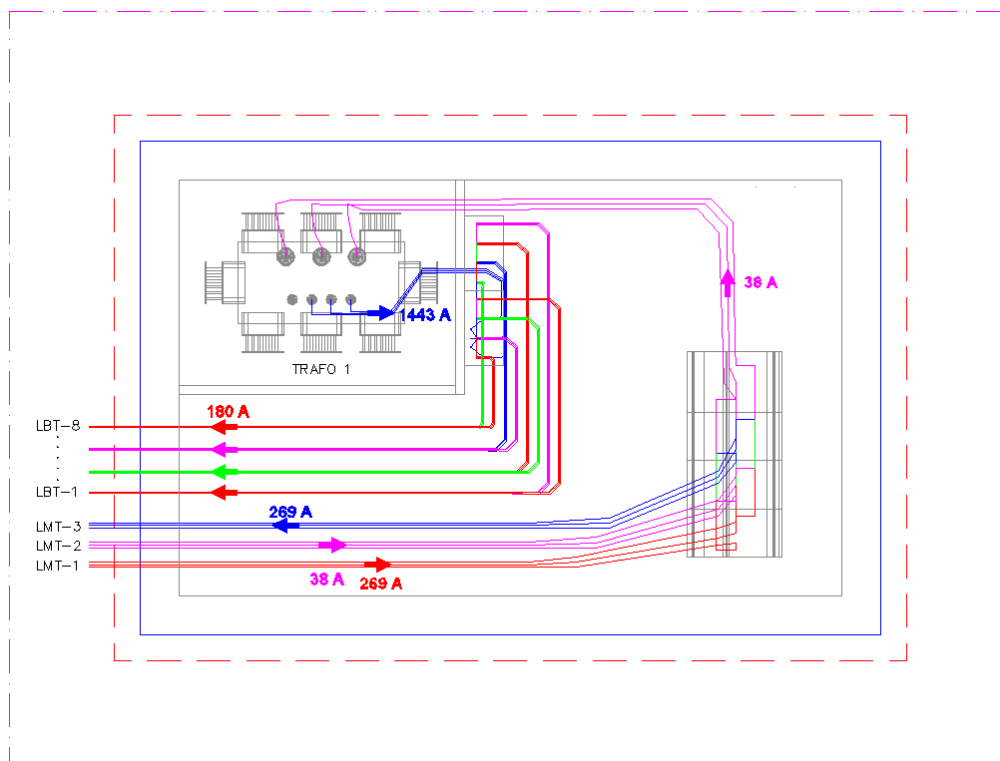 38 A
1443 A
TRAFO 1
180 A
LBT-8
LBT-1
269 A
LMT-3
LMT-2
LMT-1
38 A
269 A